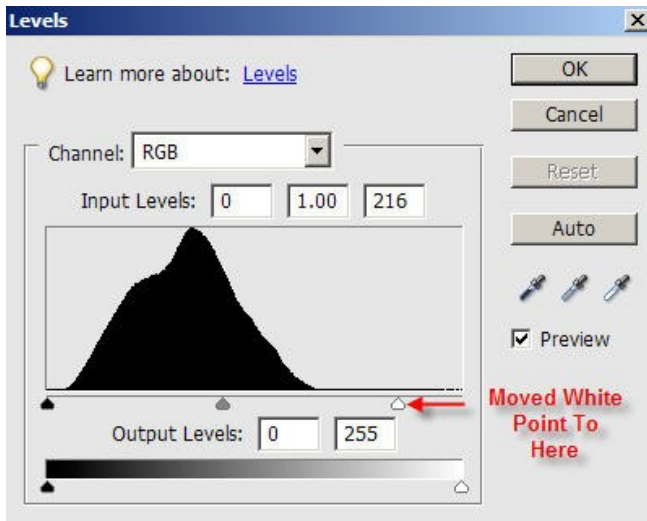 Levels
Learn more about: Levels
OK
Cancel
Channel: RGB
Reset
Input Levels: 0 1.00 216
Auto
Preview
Moved White
Point To
Here
Output Levels: 0 255